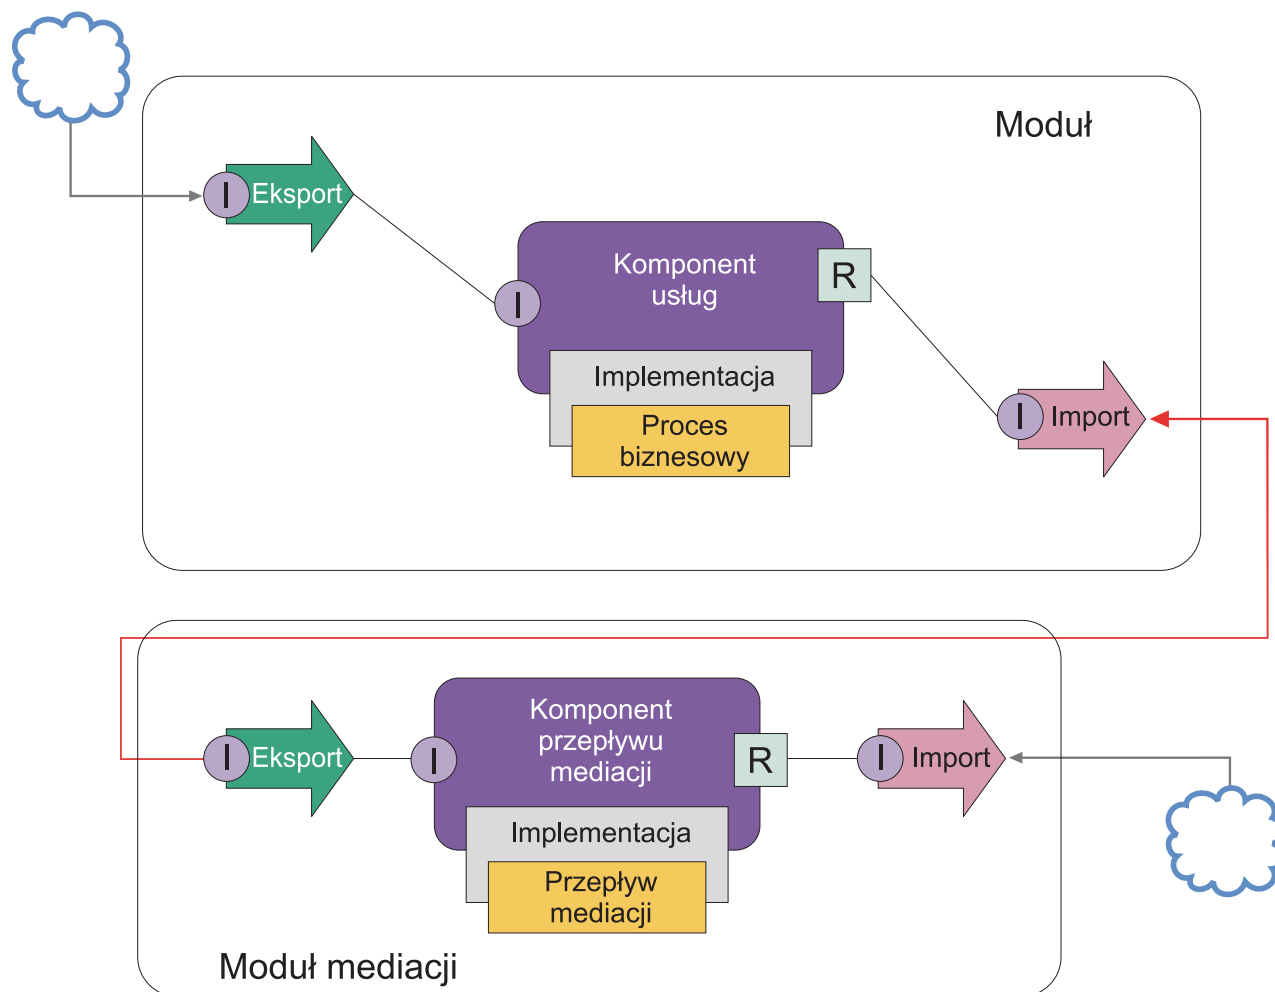 Moduł
I
Eksport
Komponent
usług
I
R
Implementacja
Proces
biznesowy
I
Import
I
Eksport
Komponent
przepływu
mediacji
I
R
Implementacja
Przepływ
mediacji
I
Import
Moduł mediacji